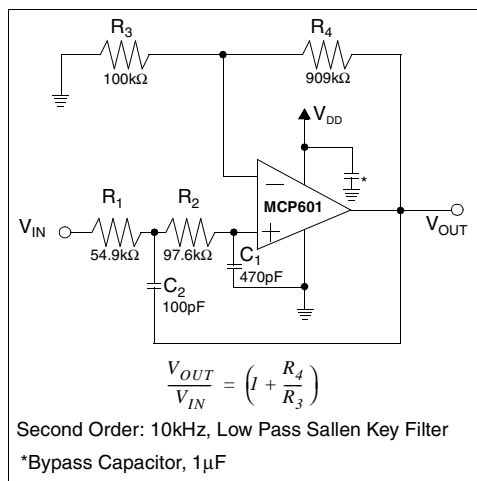 R3
100kΩ
R4
909kΩ
VDD
*
MCP601
−
+
R1
54.9kΩ
R2
97.6kΩ
VIN
VOUT
C1
470pF
C2
100pF
VOUT/VIN = (1 + R4/R3)
Second Order: 10kHz, Low Pass Sallen Key Filter
*Bypass Capacitor, 1µF